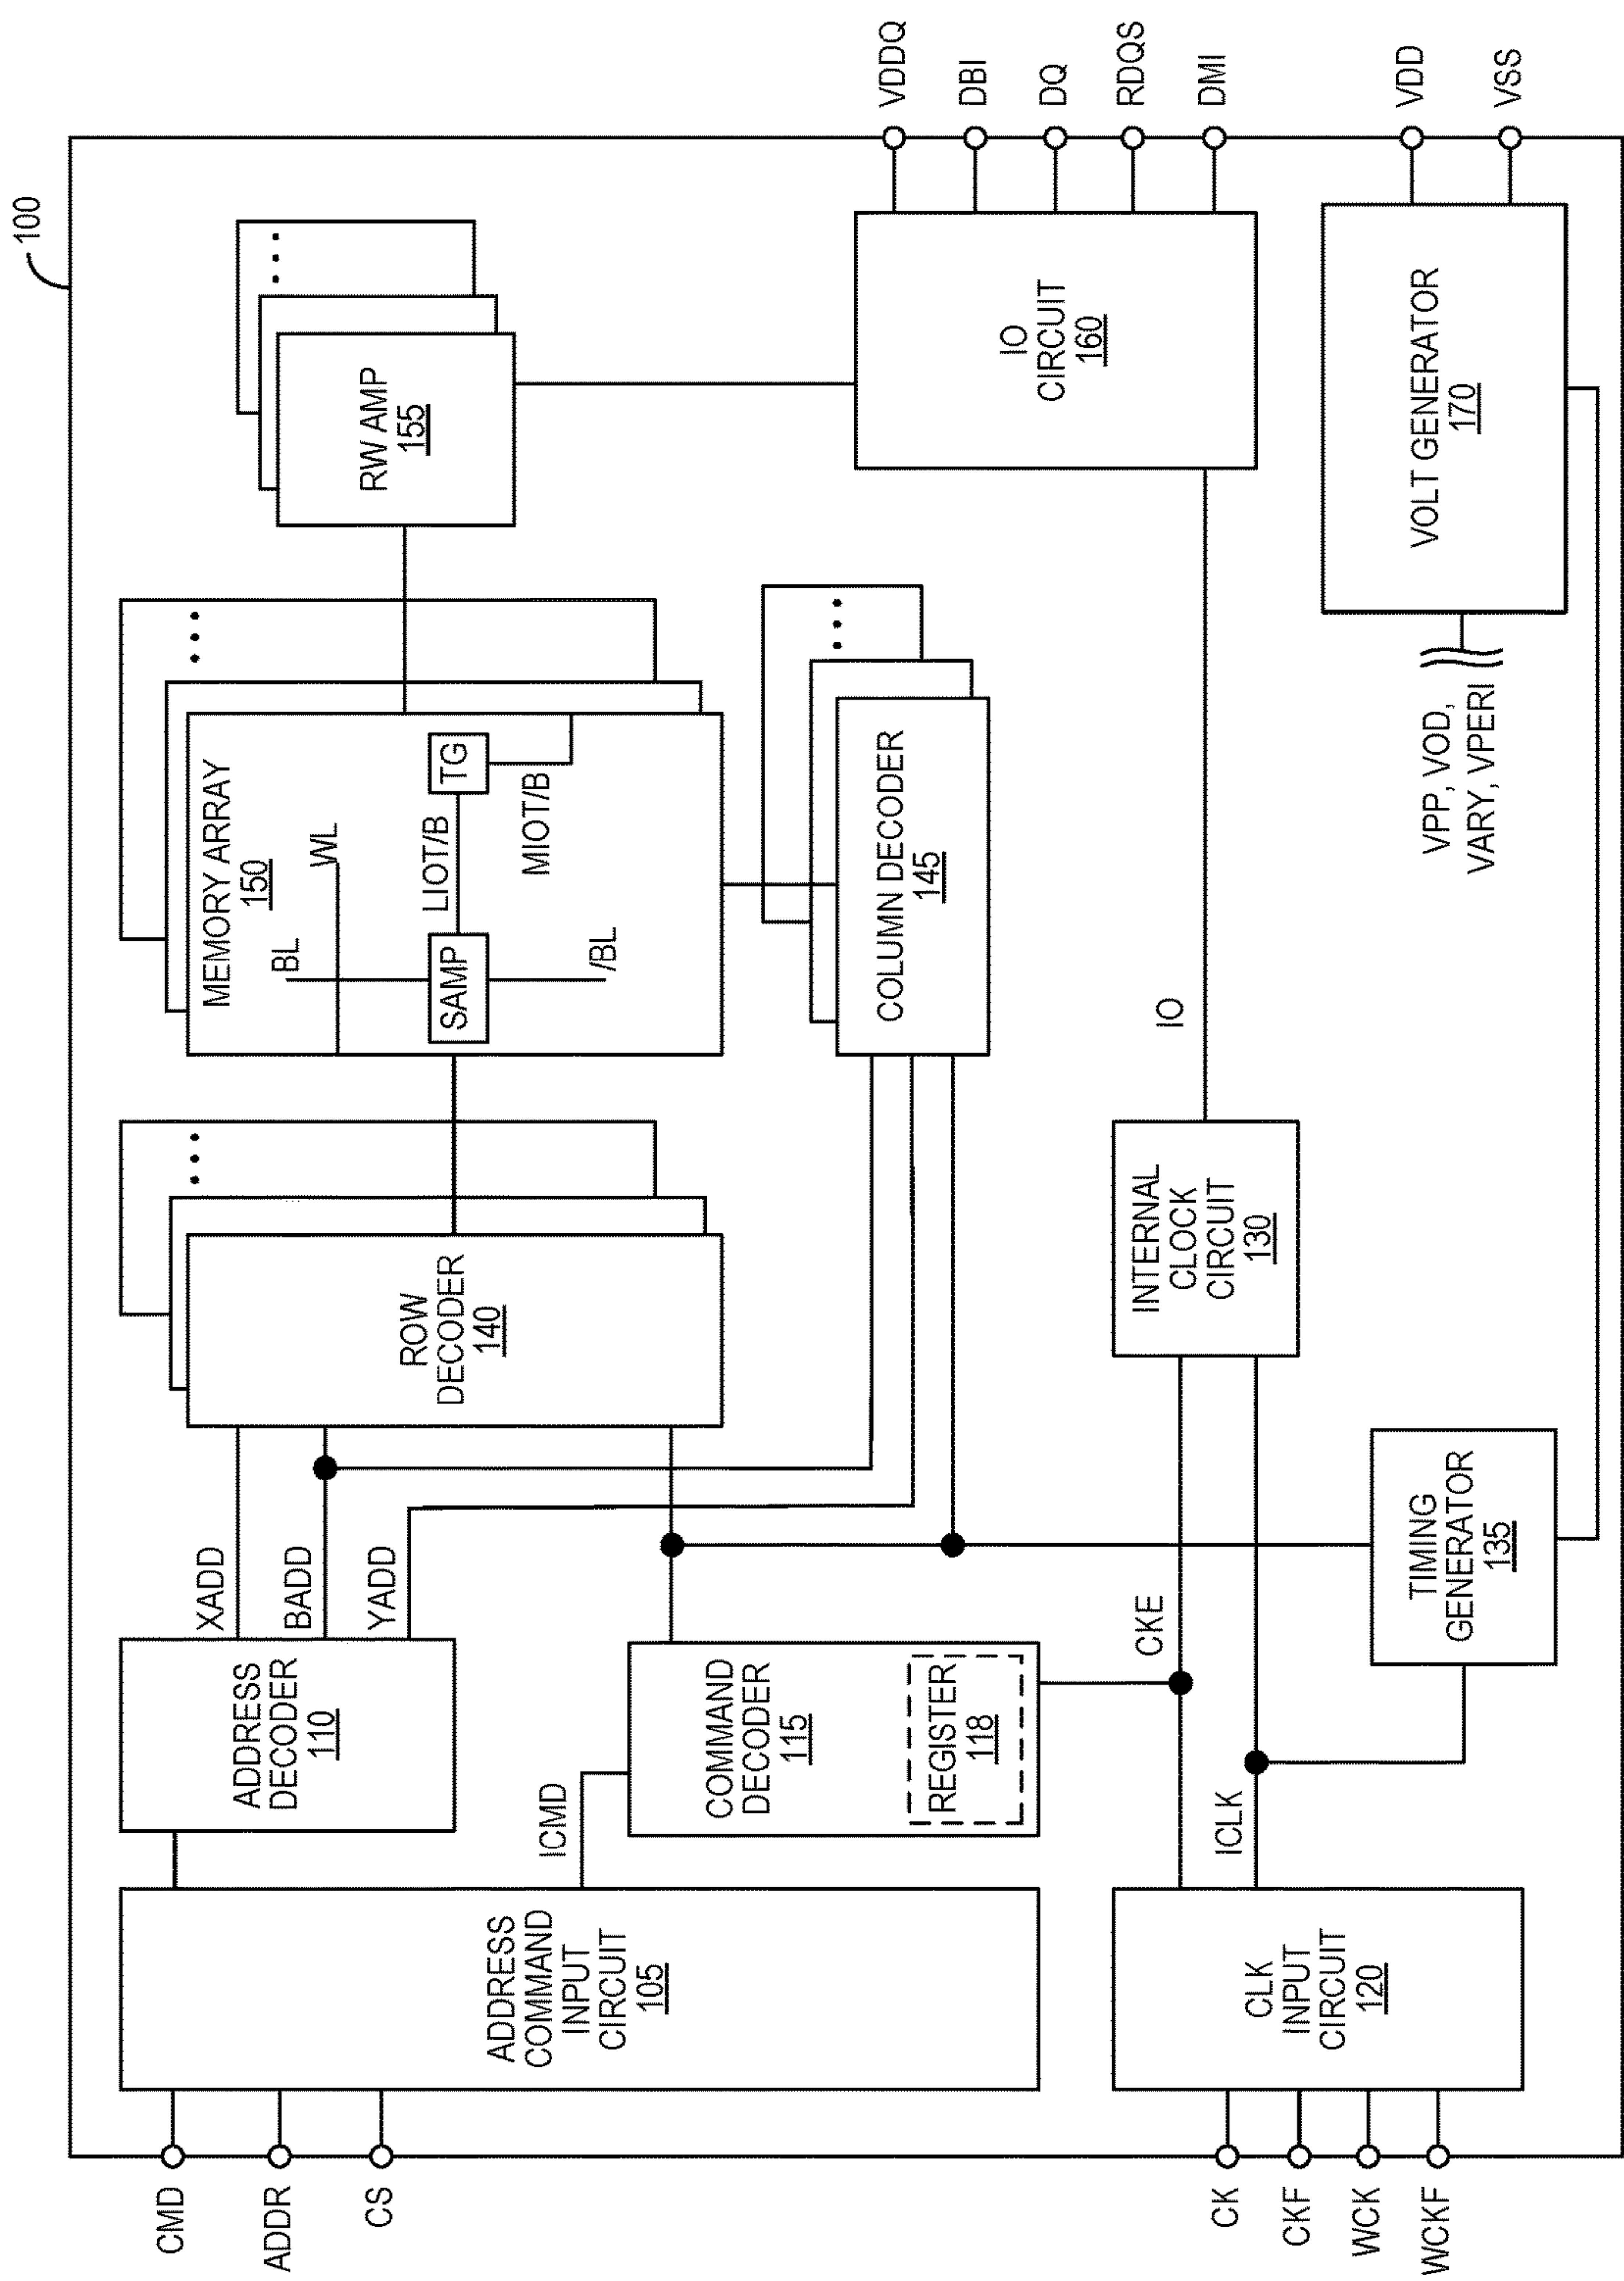 100
CMD
ADDR
CS
ADDRESS
COMMAND
INPUT
CIRCUIT
105
ADDRESS
DECODER
110
XADD
BADD
YADD
ICMD
COMMAND
DECODER
115
REGISTER
118
ROW
DECODER
140
...
MEMORY ARRAY
150
BL
WL
SAMP
LIOT/B
TG
MIOT/B
/BL
...
COLUMN DECODER
145
...
RW AMP
155
...
IO
CIRCUIT
160
VDDQ
DBI
DQ
RDQS
DMI
CK
CKF
WCK
WCKF
CLK
INPUT
CIRCUIT
120
CKE
ICLK
INTERNAL
CLOCK
CIRCUIT
130
IO
TIMING
GENERATOR
135
VOLT GENERATOR
170
VPP, VOD,
VARY, VPERI
VDD
VSS